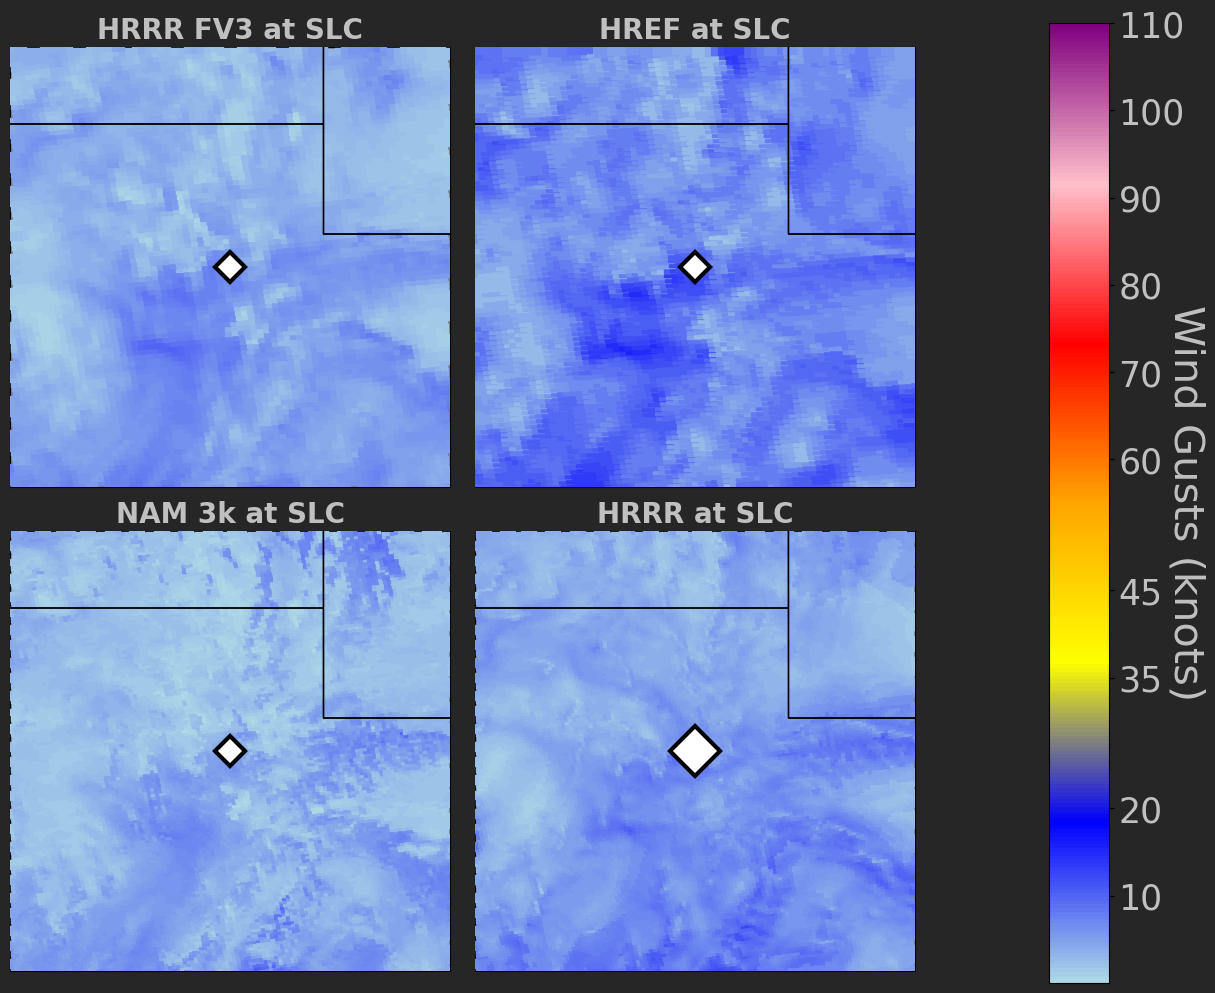 HRRR FV3 at SLC
HREF at SLC
NAM 3k at SLC
HRRR at SLC
110
100
90
80
70
60
45
35
20
10
Wind Gusts (knots)